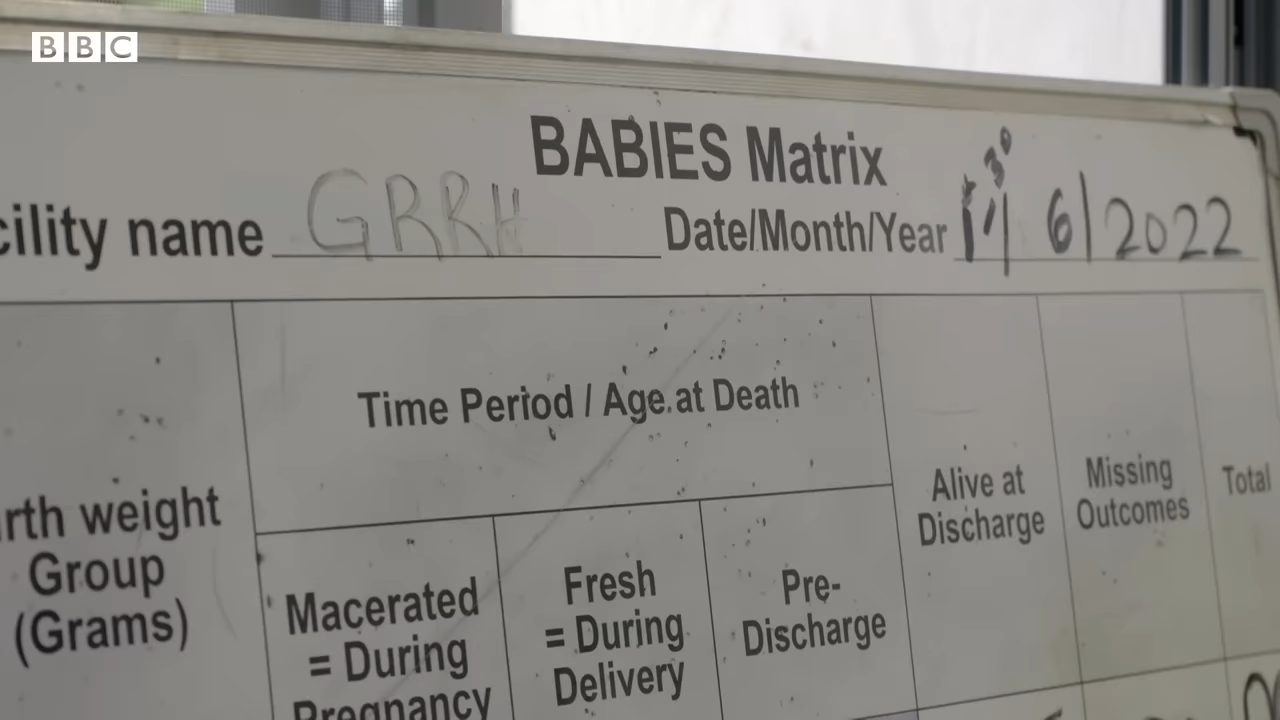 BBC
BABIES Matrix
cility name GRRH Date/Month/Year 6/2022
Time Period / Age at Death
Alive at
Discharge
Missing
Outcomes
Total
rth weight
Group
(Grams)
Macerated
= During
Pregnancy
Fresh
= During
Delivery
Pre-
Discharge